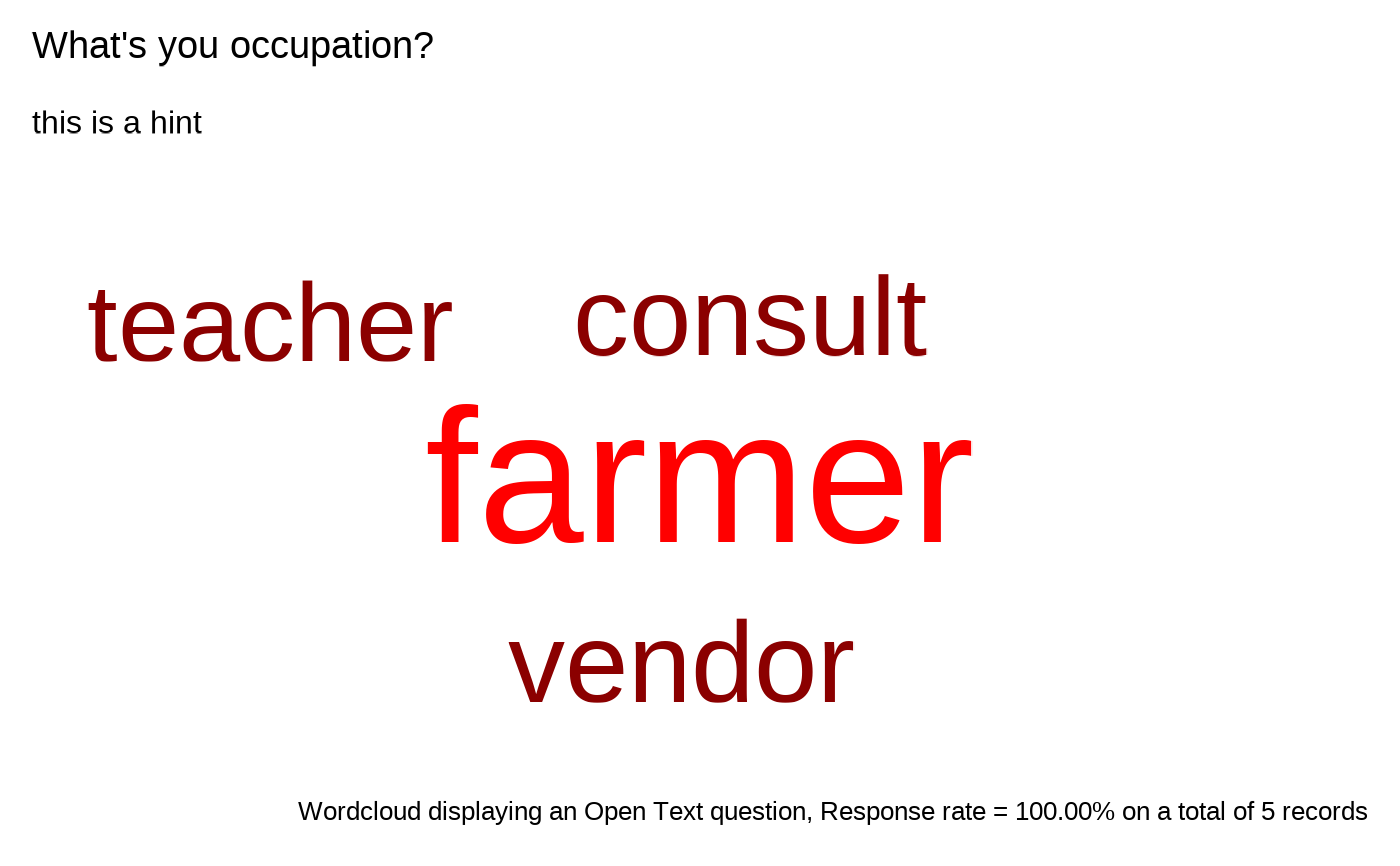 What's you occupation?
this is a hint
teacher consult
farmer
vendor
Wordcloud displaying an Open Text question, Response rate = 100.00% on a total of 5 records